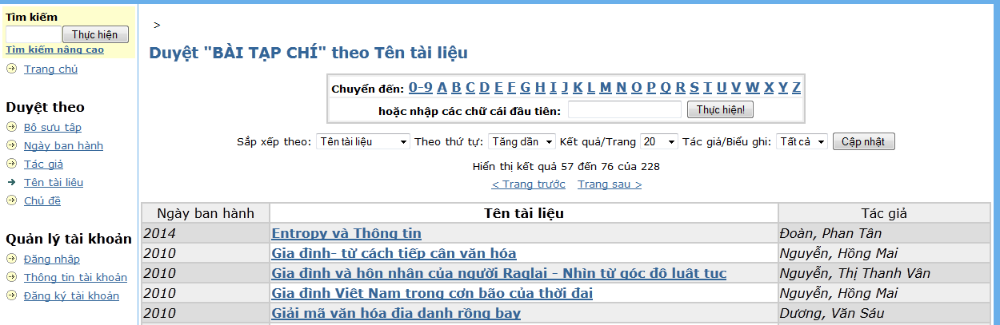 Tìm kiếm
Thực hiện
Tìm kiếm nâng cao
Trang chủ
Duyệt theo
Bộ sưu tập
Ngày ban hành
Tác giả
Tên tài liệu
Chủ đề
Quản lý tài khoản
Đăng nhập
Thông tin tài khoản
Đăng ký tài khoản
>
Duyệt "BÀI TẠP CHÍ" theo Tên tài liệu
Chuyển đến: 0-9 A B C D E F G H I J K L M N O P Q R S T U V W X Y Z
hoặc nhập các chữ cái đầu tiên: Thực hiện!
Sắp xếp theo: Tên tài liệu Theo thứ tự: Tăng dần Kết quả/Trang 20 Tác giả/Biểu ghi: Tất cả Cập nhật
Hiển thị kết quả 57 đến 76 của 228
< Trang trước Trang sau >
Ngày ban hành Tên tài liệu Tác giả
2014 Entropy và Thông tin Đoàn, Phan Tân
2010 Gia đình- từ cách tiếp cận văn hóa Nguyễn, Hồng Mai
2010 Gia đình và hôn nhân của người Raglai - Nhìn từ góc độ luật tục Nguyễn, Thị Thanh Vân
2010 Gia đình Việt Nam trong cơn bão của thời đại Nguyễn, Hồng Mai
2010 Giải mã văn hóa địa danh rồng bay Dương, Văn Sáu